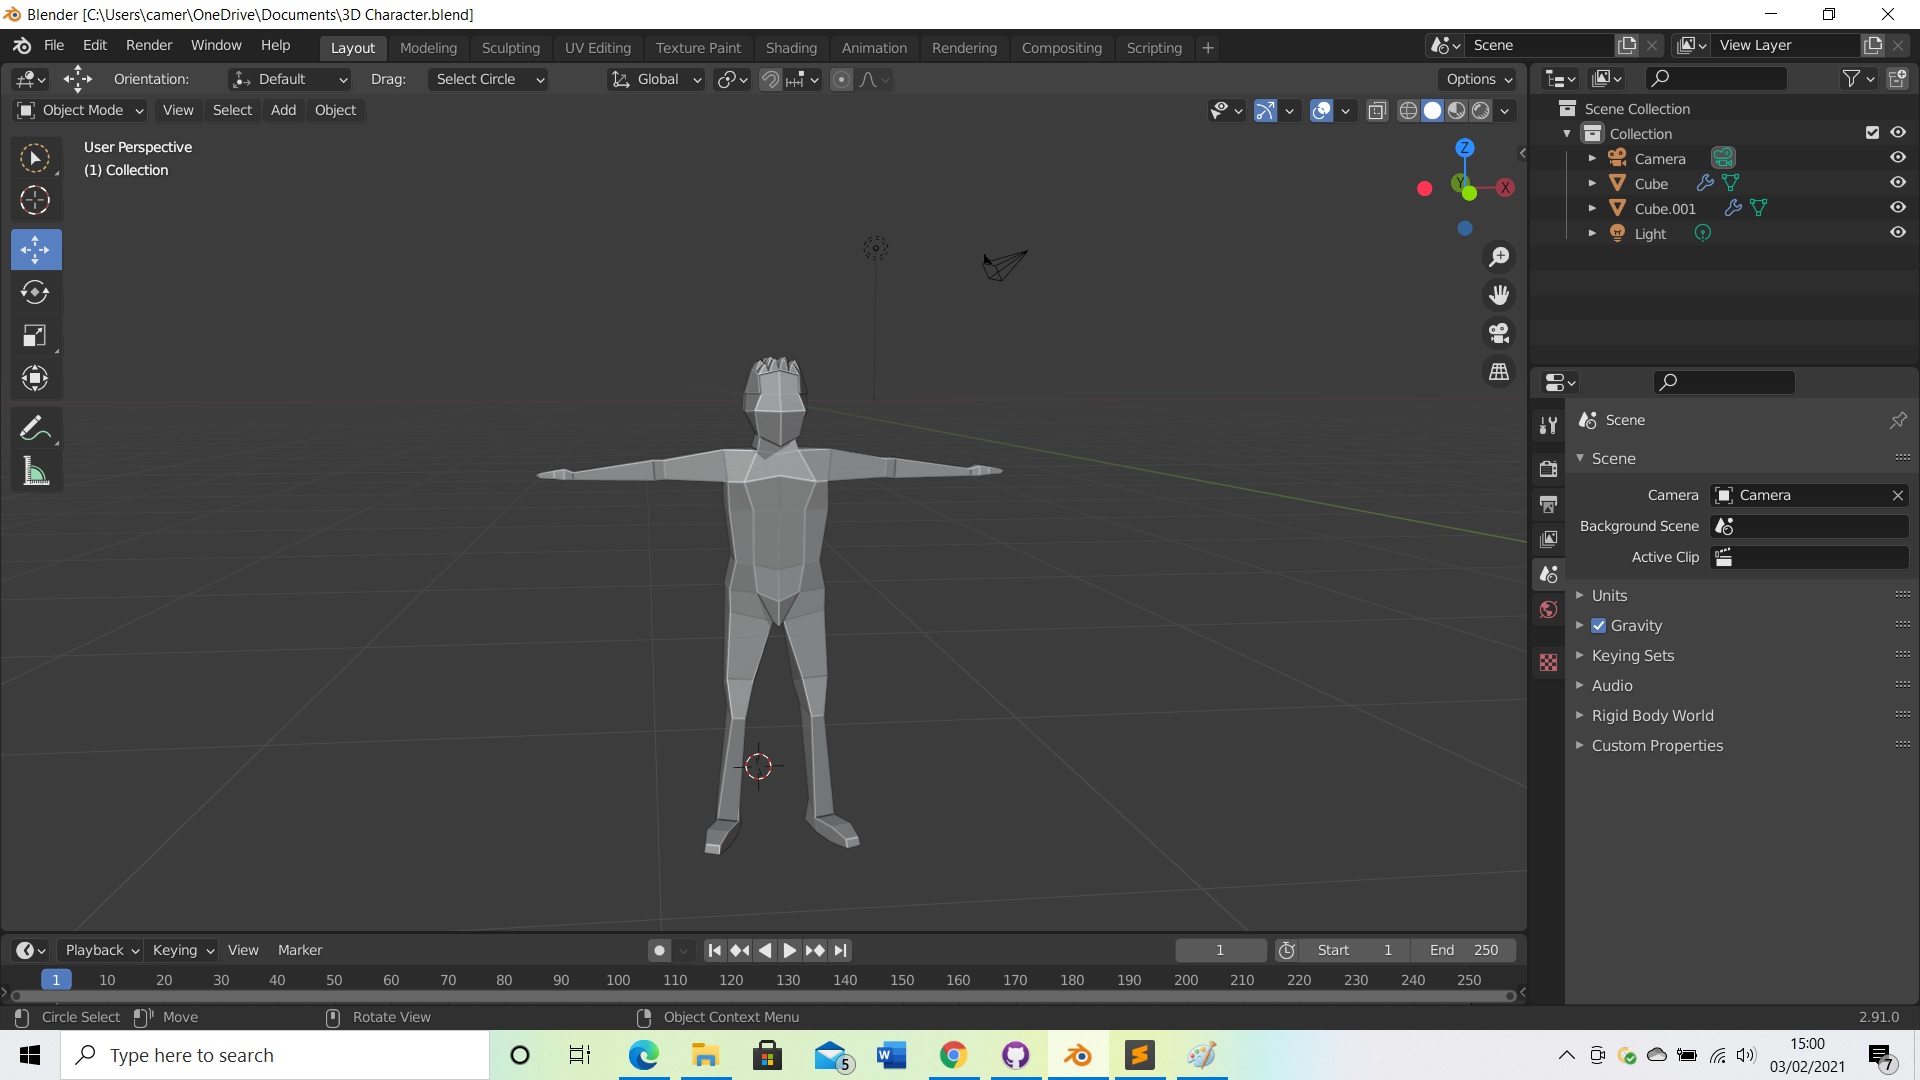 Blender [C:\Users\camer\OneDrive\Documents\3D Character.blend]
File Edit Render Window Help Layout Modeling Sculpting UV Editing Texture Paint Shading Animation Rendering Compositing Scripting + Scene View Layer
Orientation: Default Drag: Select Circle Global Options
Object Mode View Select Add Object
User Perspective
(1) Collection
Z
Y
X
Scene Collection
Collection
Camera
Cube
Cube.001
Light
Scene
Scene
Camera Camera
Background Scene
Active Clip
Units
Gravity
Keying Sets
Audio
Rigid Body World
Custom Properties
Playback Keying View Marker 1 Start 1 End 250
1 10 20 30 40 50 60 70 80 90 100 110 120 130 140 150 160 170 180 190 200 210 220 230 240 250
Circle Select Move Rotate View Object Context Menu 2.91.0
Type here to search 5 W S 15:00
03/02/2021 7